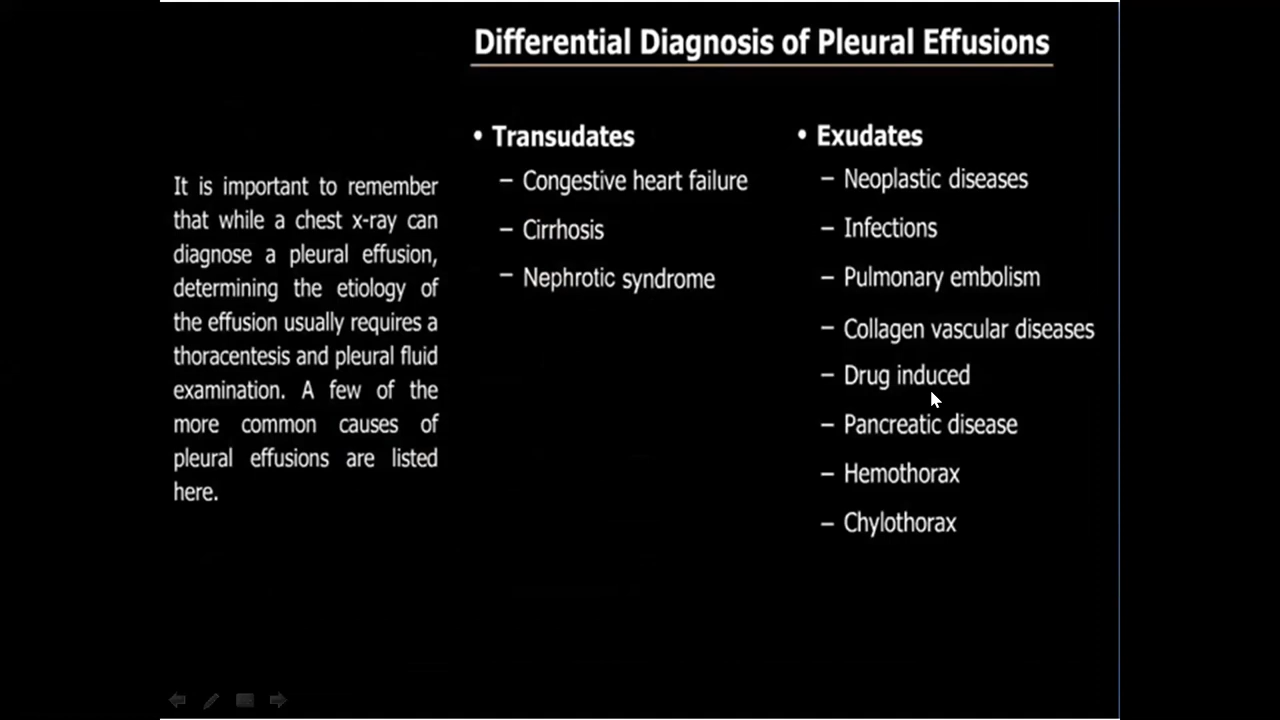 Differential Diagnosis of Pleural Effusions
It is important to remember
that while a chest x-ray can
diagnose a pleural effusion,
determining the etiology of
the effusion usually requires a
thoracentesis and pleural fluid
examination. A few of the
more common causes of
pleural effusions are listed
here.
• Transudates
– Congestive heart failure
– Cirrhosis
– Nephrotic syndrome
• Exudates
– Neoplastic diseases
– Infections
– Pulmonary embolism
– Collagen vascular diseases
– Drug induced
– Pancreatic disease
– Hemothorax
– Chylothorax